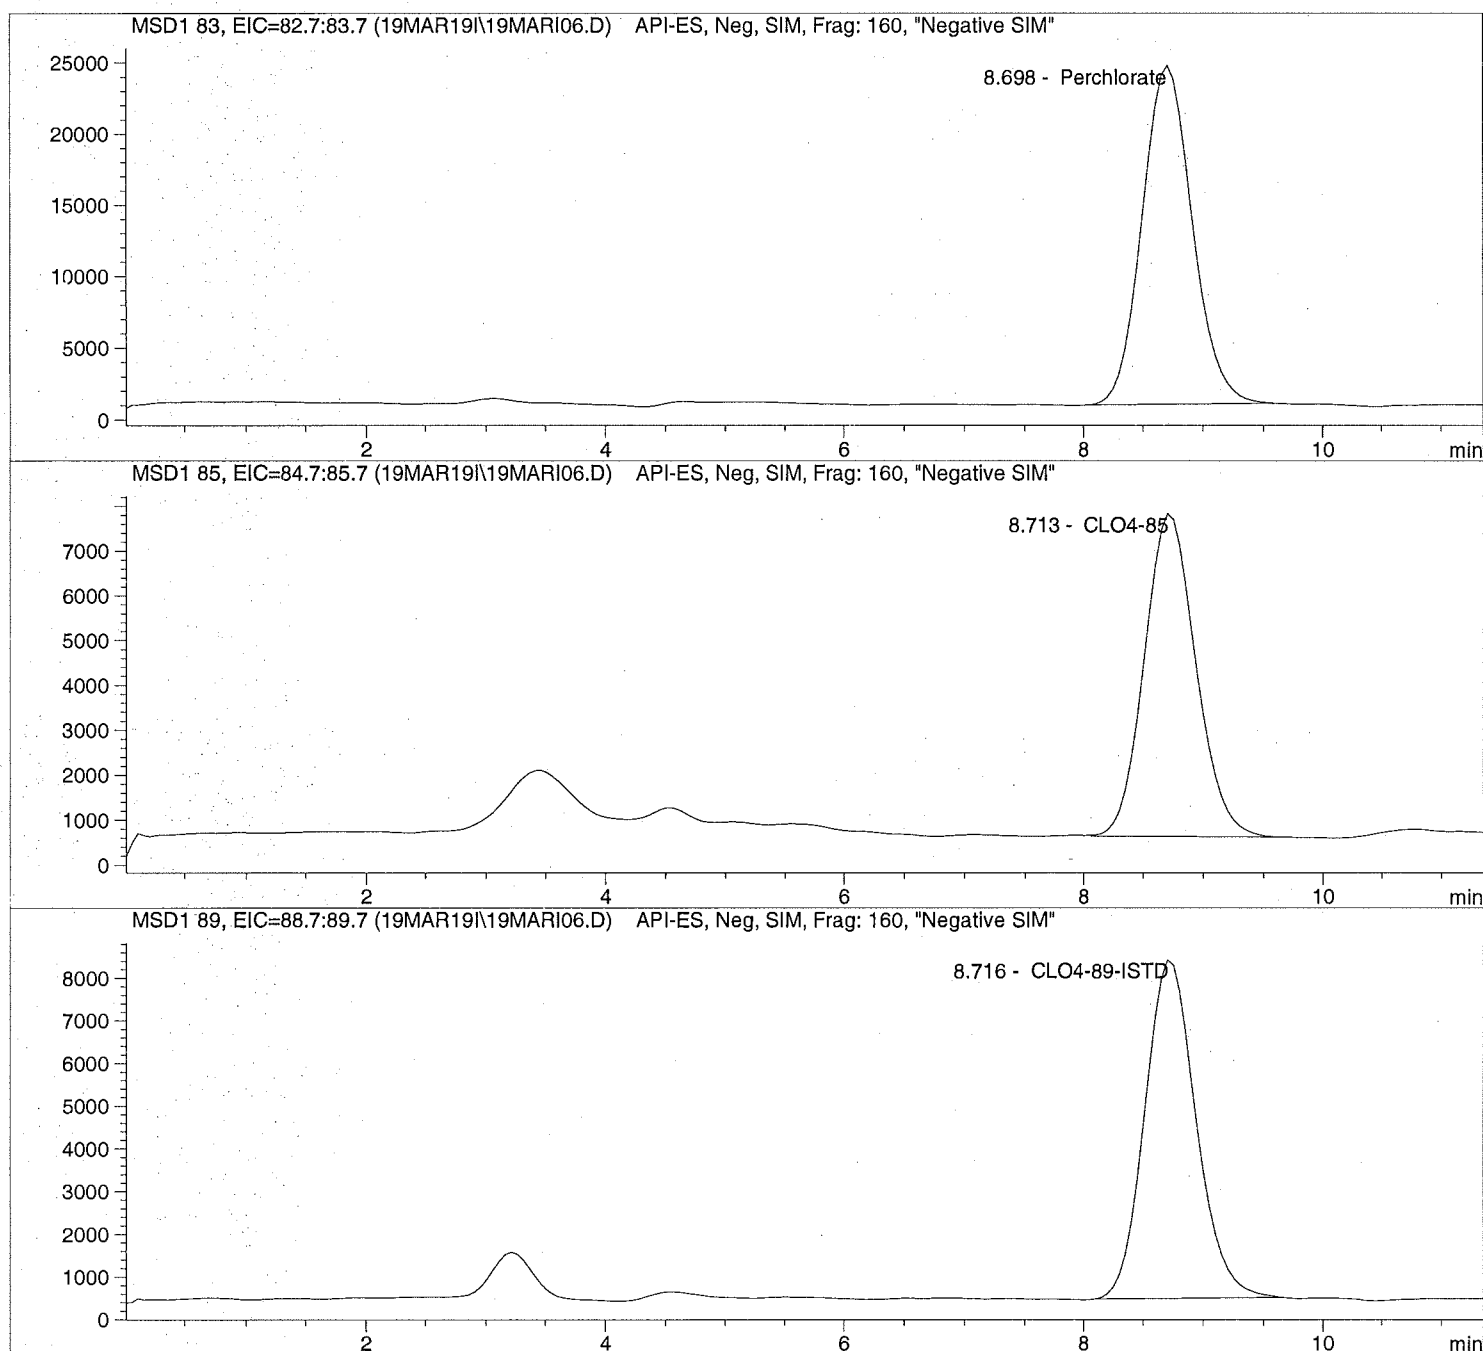 MSD1 83, EIC=82.7:83.7 (19MAR19I\19MARI06.D) API-ES, Neg, SIM, Frag: 160, "Negative SIM"
25000
8.698 - Perchlorate
20000
15000
10000
5000
0
2 4 6 8 10 min
MSD1 85, EIC=84.7:85.7 (19MAR19I\19MARI06.D) API-ES, Neg, SIM, Frag: 160, "Negative SIM"
8.713 - CLO4-85
7000
6000
5000
4000
3000
2000
1000
0
2 4 6 8 10 min
MSD1 89, EIC=88.7:89.7 (19MAR19I\19MARI06.D) API-ES, Neg, SIM, Frag: 160, "Negative SIM"
8.716 - CLO4-89-ISTD
8000
7000
6000
5000
4000
3000
2000
1000
0
2 4 6 8 10 min